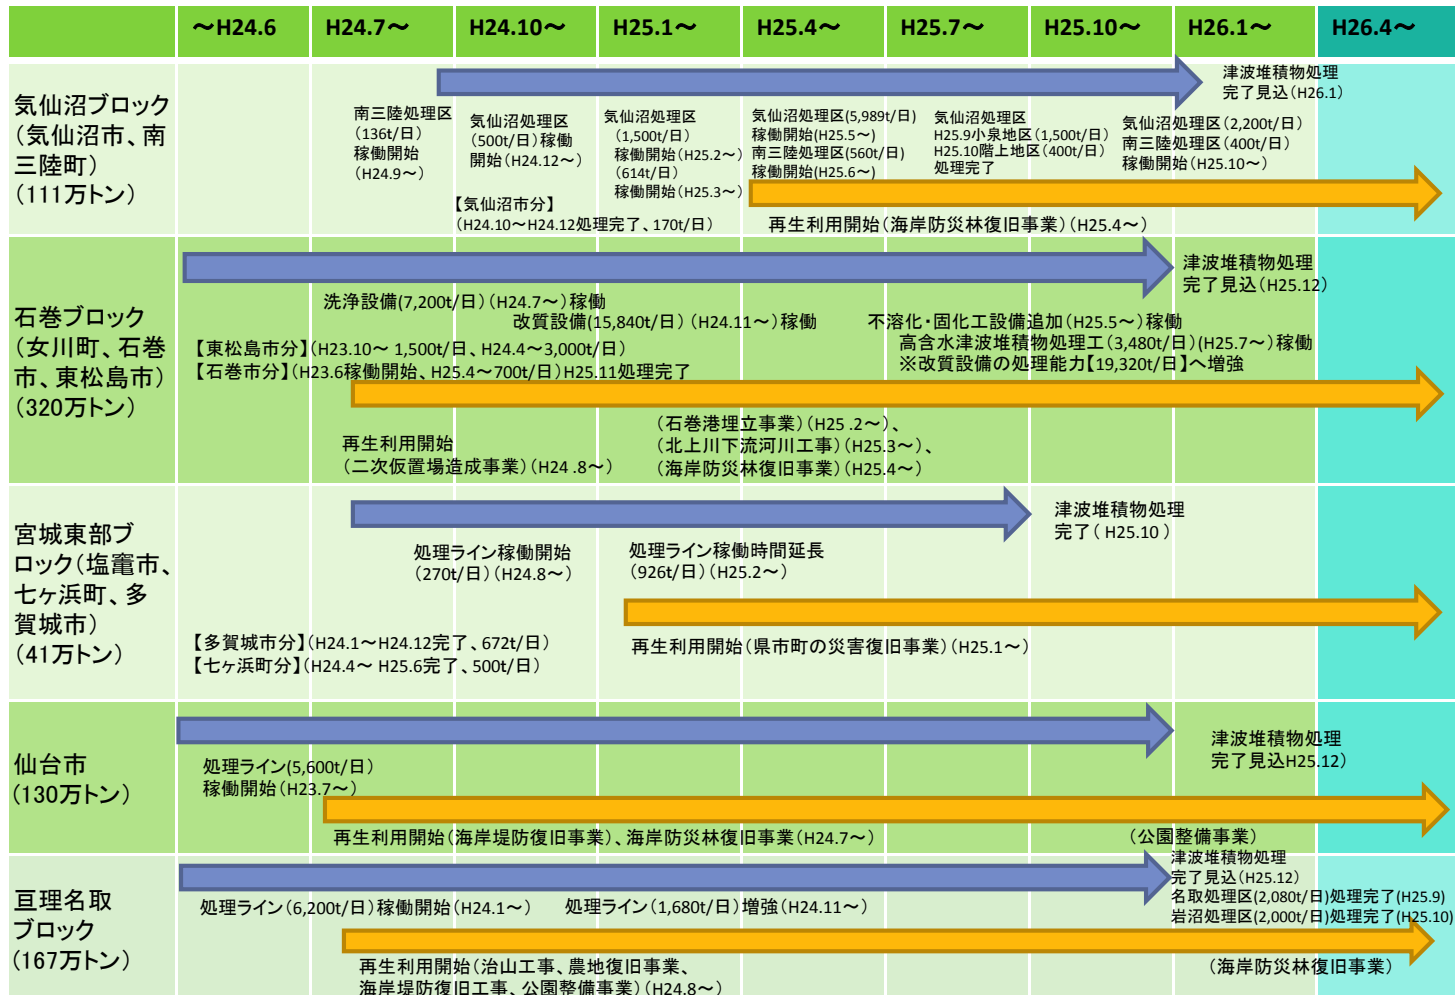 ～H24.6
H24.7～
H24.10～
H25.1～
H25.4～
H25.7～
H25.10～
H26.1～
H26.4～
気仙沼ブロック
（気仙沼市、南
三陸町）
（111万トン）
南三陸処理区
（136t/日）
稼働開始
（H24.9～）
気仙沼処理区
（500t/日）稼働
開始（H24.12～）
気仙沼処理区
（1,500t/日）
稼働開始（H25.2～）
（614t/日）
稼働開始（H25.3～）
気仙沼処理区(5,989t/日)
稼働開始(H25.5～)
南三陸処理区(560t/日)
稼働開始(H25.6～)
気仙沼処理区
H25.9小泉地区（1,500t/日）
H25.10階上地区（400t/日）
処理完了
津波堆積物処理
完了見込（H26.1）
気仙沼処理区（2,200t/日）
南三陸処理区（400t/日）
稼働開始（H25.10～）
【気仙沼市分】
（H24.10～H24.12処理完了、170t/日）
再生利用開始（海岸防災林復旧事業）（H25.4～）
石巻ブロック
（女川町、石巻
市、東松島市）
（320万トン）
津波堆積物処理
完了見込（H25.12）
洗浄設備(7,200t/日)（H24.7～）稼働
改質設備（15,840t/日）（H24.11～）稼働
不溶化・固化工設備追加（H25.5～）稼働
高含水津波堆積物処理工（3,480t/日）(H25.7～）稼働
※改質設備の処理能力【19,320t/日】へ増強
【東松島市分】（H23.10～ 1,500t/日、H24.4～3,000t/日）
【石巻市分】（H23.6稼働開始、H25.4～700t/日）H25.11処理完了
再生利用開始
（二次仮置場造成事業）（H24 .8～）
（石巻港埋立事業）（H25 .2～）、
（北上川下流河川工事）（H25.3～）、
（海岸防災林復旧事業）（H25.4～）
宮城東部ブ
ロック（塩竈市、
七ヶ浜町、多
賀城市）
（41万トン）
津波堆積物処理
完了（ H25.10 ）
処理ライン稼働開始
（270t/日）（H24.8～）
処理ライン稼働時間延長
（926t/日）（H25.2～）
【多賀城市分】（H24.1～H24.12完了、672t/日）
【七ヶ浜町分】（H24.4～ H25.6完了、500t/日）
再生利用開始（県市町の災害復旧事業）（H25.1～）
仙台市
（130万トン）
津波堆積物処理
完了見込H25.12）
処理ライン(5,600t/日)
稼働開始（H23.7～）
再生利用開始（海岸堤防復旧事業）、海岸防災林復旧事業（H24.7～）
（公園整備事業）
亘理名取
ブロック
（167万トン）
津波堆積物処理
完了見込（H25.12）
名取処理区(2,080t/日)処理完了(H25.9)
岩沼処理区(2,000t/日)処理完了(H25.10)
処理ライン（6,200t/日）稼働開始（H24.1～）
処理ライン（1,680t/日）増強（H24.11～）
再生利用開始（治山工事、農地復旧事業、
海岸堤防復旧工事、公園整備事業）（H24.8～）
（海岸防災林復旧事業）